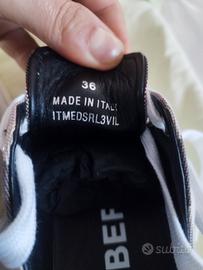 36
MADE IN ITALY
ITMEDSRL3VIL
BEF
subito